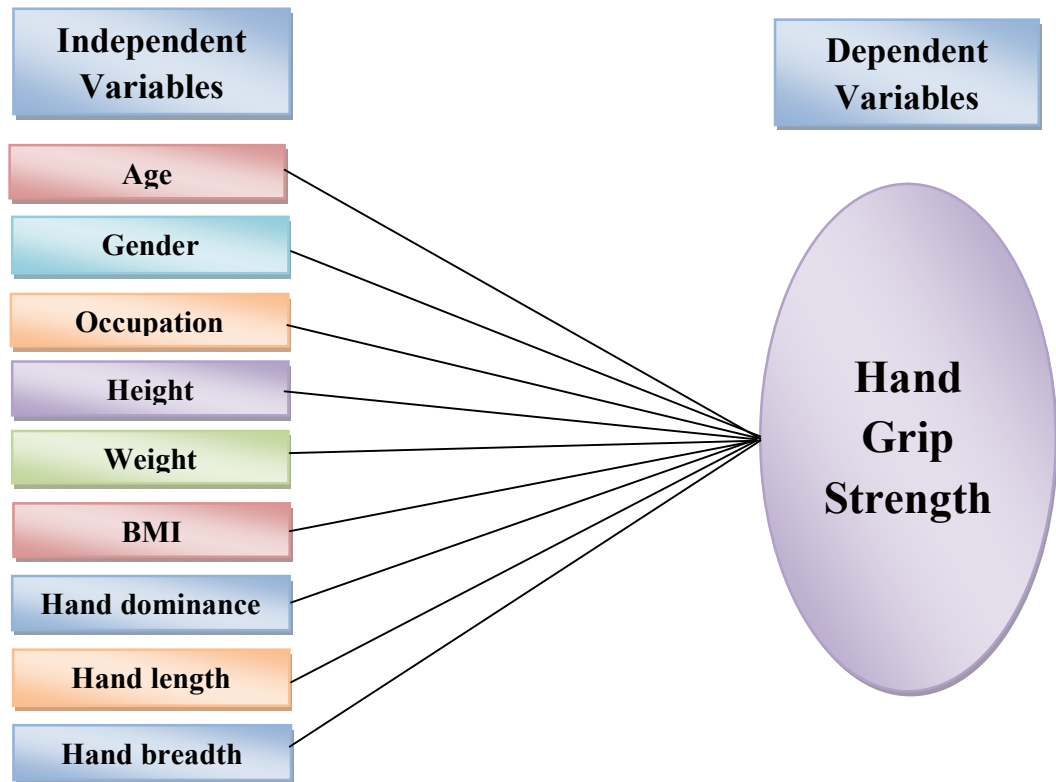 Independent
Variables
Dependent
Variables
Age
Gender
Occupation
Height
Weight
BMI
Hand dominance
Hand length
Hand breadth
Hand
Grip
Strength